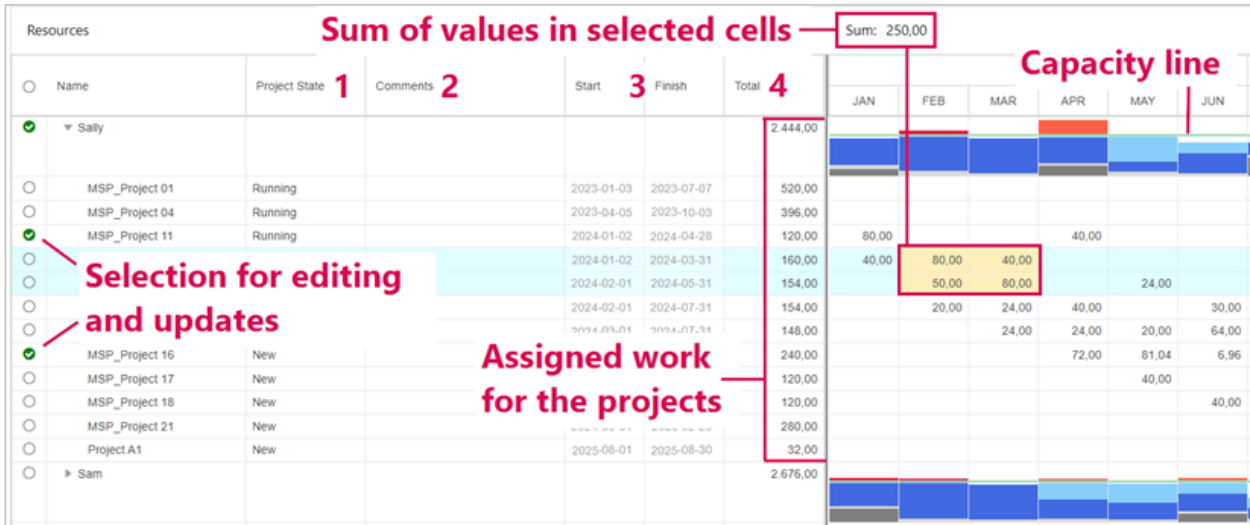 Resources
Sum of values in selected cells
Sum: 250,00
Capacity line
Name Project State 1 Comments 2 Start 3 Finish Total 4
JAN FEB MAR APR MAY JUN
Sally 2.444,00
MSP_Project 01 Running 2023-01-03 2023-07-07 520,00
MSP_Project 04 Running 2023-04-05 2023-10-03 396,00
MSP_Project 11 Running 2024-01-02 2024-04-28 120,00 80,00 40,00
2024-01-02 2024-03-31 160,00 40,00 80,00 40,00
2024-02-01 2024-05-31 154,00 50,00 80,00 24,00
2024-02-01 2024-07-31 154,00 20,00 24,00 40,00 30,00
2024-03-01 2024-07-31 148,00 24,00 24,00 20,00 64,00
Selection for editing
and updates
MSP_Project 16 New 240,00 72,00 81,04 6,96
MSP_Project 17 New 120,00 40,00
MSP_Project 18 New 120,00 40,00
MSP_Project 21 New 280,00
Assigned work
for the projects
Project A1 New 2025-08-01 2025-08-30 32,00
Sam 2.676,00